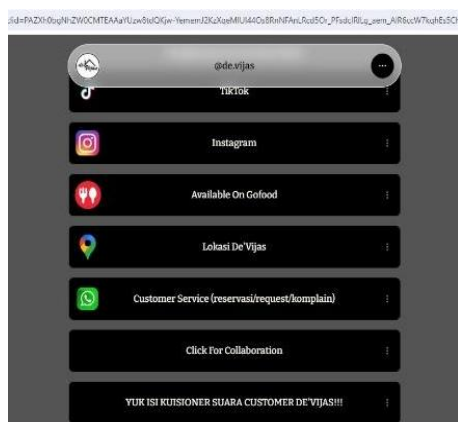 @de.vijas
TikTok
Instagram
Available On Gofood
Lokasi De'Vijas
Customer Service (reservasi/request/komplain)
Click For Collaboration
YUK ISI KUISIONER SUARA CUSTOMER DE'VIJAS!!!